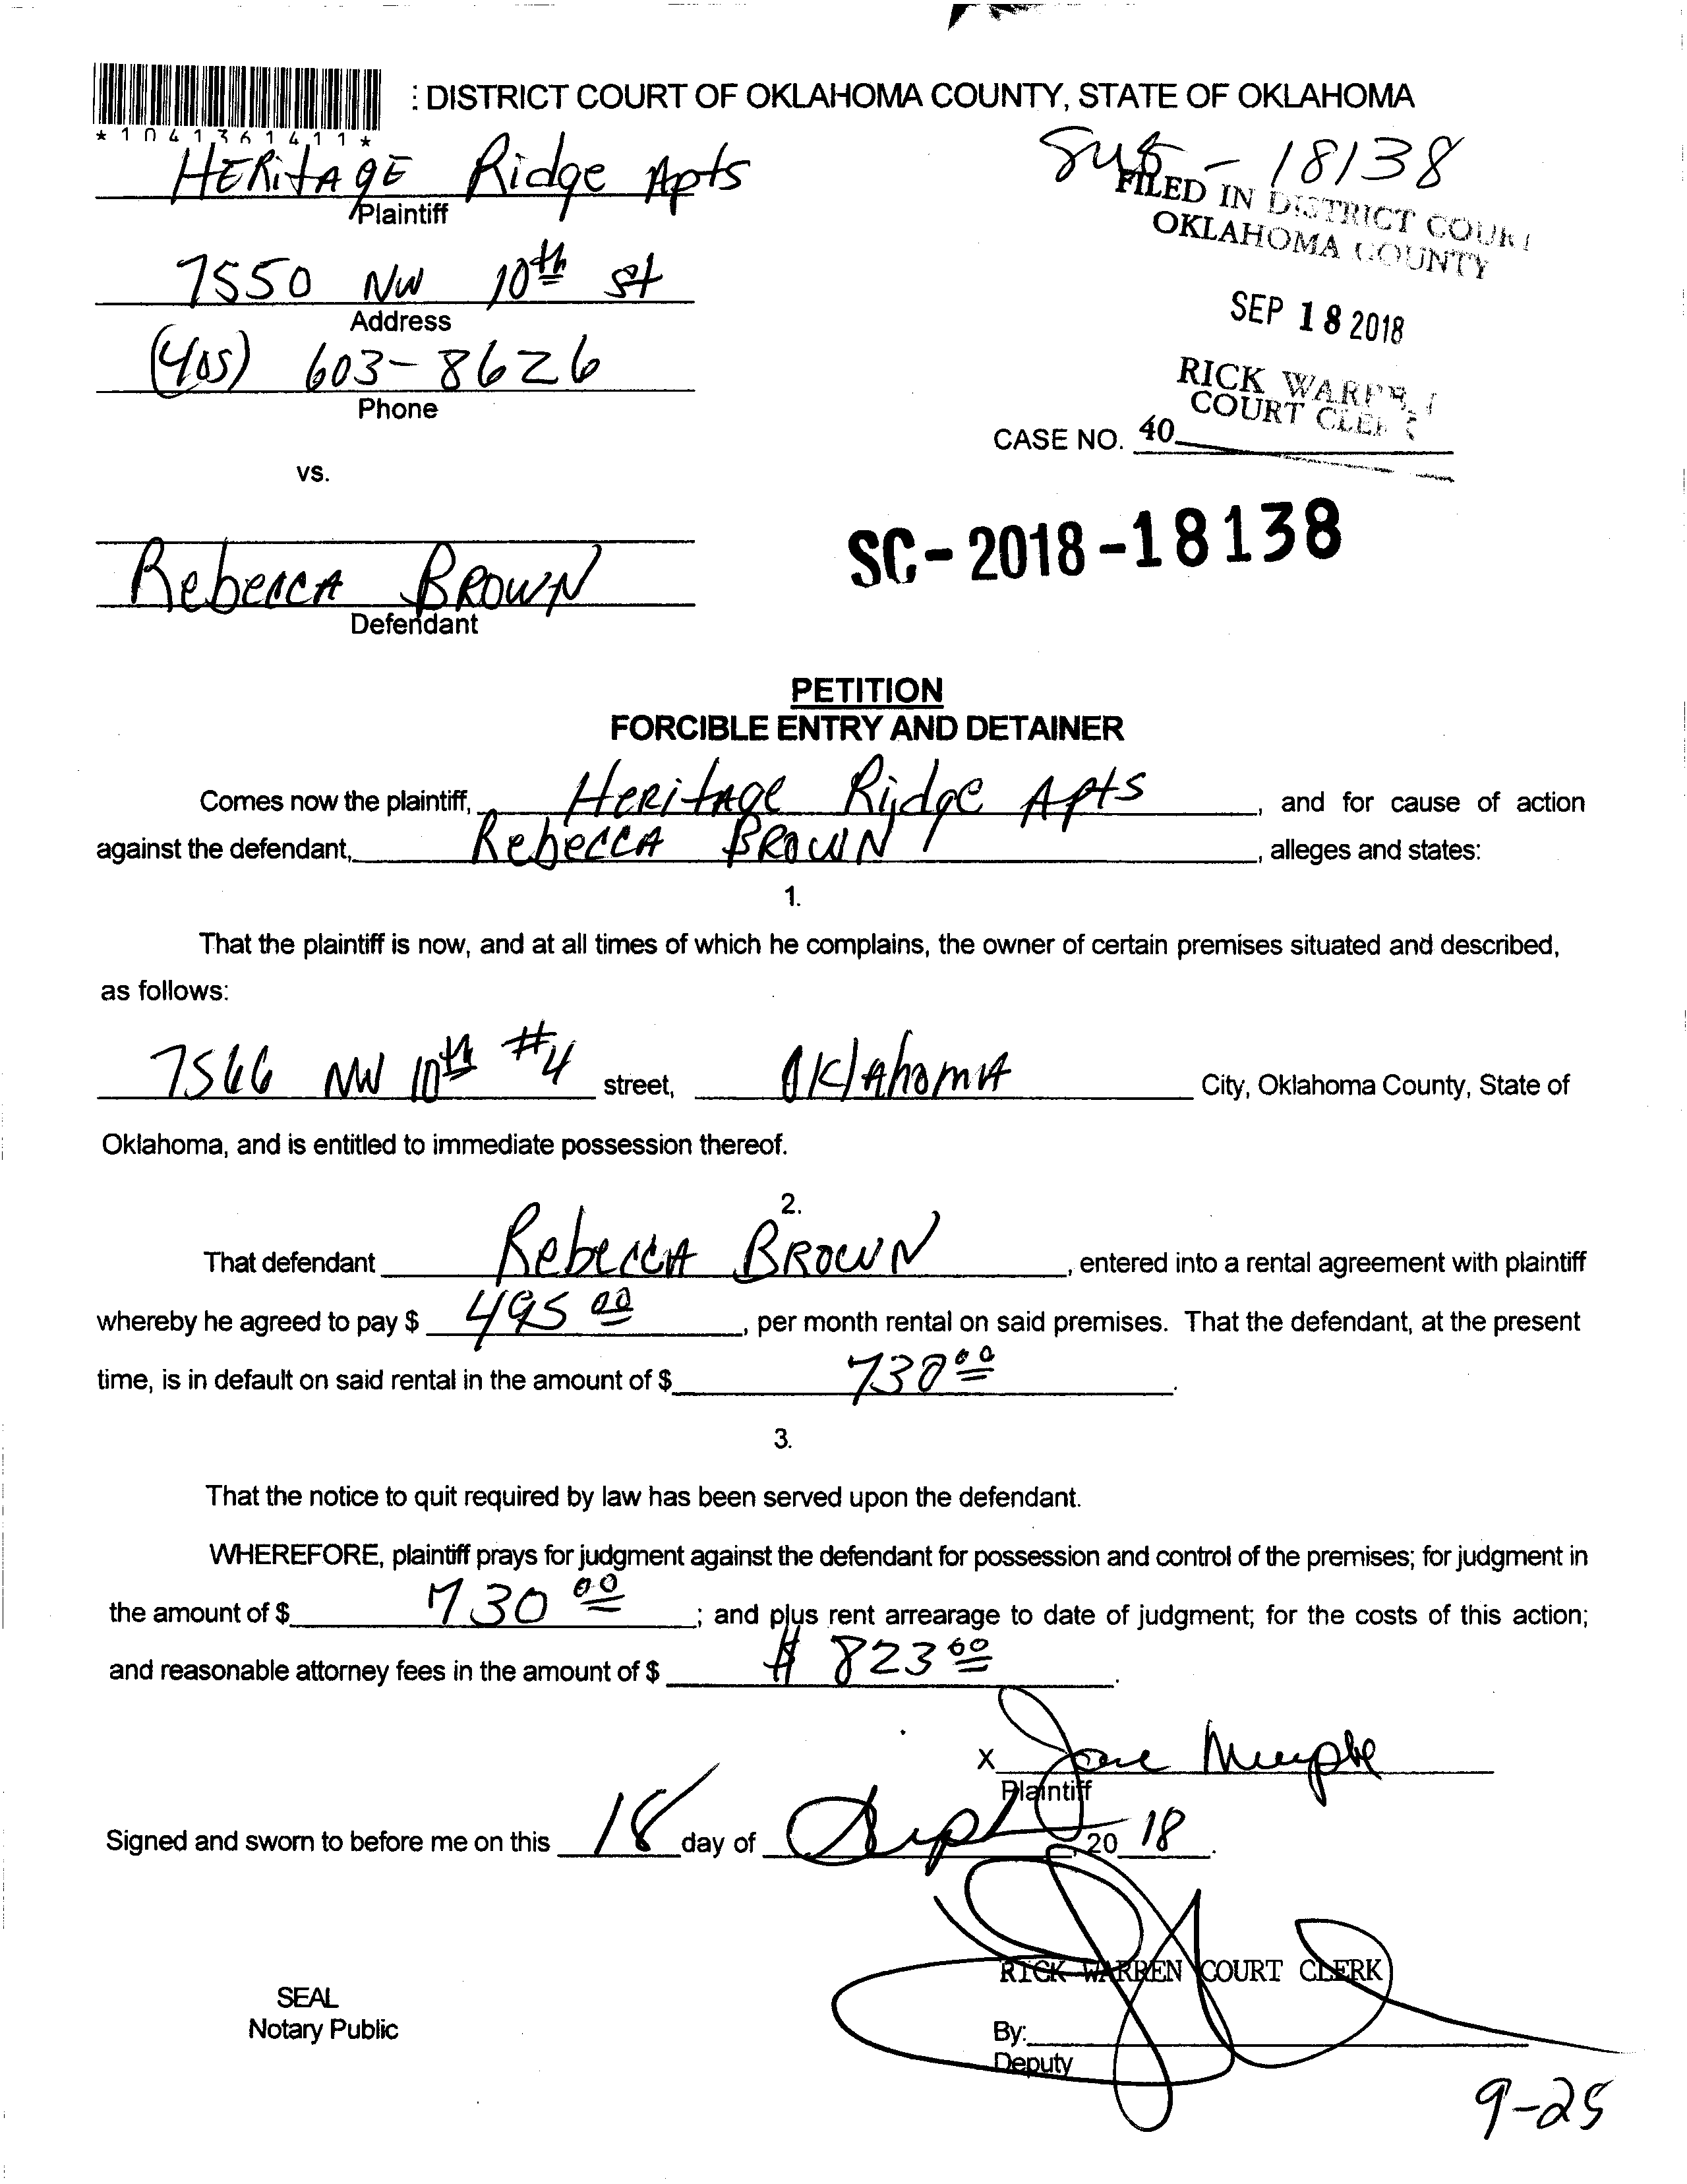 : DISTRICT COURT OF OKLAHOMA COUNTY, STATE OF OKLAHOMA
*1041361411*
HERitAGE Ridge Apts
Plaintiff
18138
FILED IN DISTRICT COURT
OKLAHOMA COUNTY
7550 NW 10th St
Address
SEP 18 2018
(405) 603-8626
Phone
RICK WARREN
COURT CLERK
CASE NO. 40
vs.
SC-2018-18138
Rebecca BROWN
Defendant
PETITION
FORCIBLE ENTRY AND DETAINER
Comes now the plaintiff, HeritAge Ridge Apts, and for cause of action
against the defendant, RebeccA BROWN, alleges and states:
1.
That the plaintiff is now, and at all times of which he complains, the owner of certain premises situated and described,
as follows:
7566 NW 10th #4 street, OklahomA City, Oklahoma County, State of
Oklahoma, and is entitled to immediate possession thereof.
2.
That defendant RebeccA BROWN, entered into a rental agreement with plaintiff
whereby he agreed to pay $ 495 00, per month rental on said premises. That the defendant, at the present
time, is in default on said rental in the amount of $ 730 00.
3.
That the notice to quit required by law has been served upon the defendant.
WHEREFORE, plaintiff prays for judgment against the defendant for possession and control of the premises; for judgment in
the amount of $ 730 00; and plus rent arrearage to date of judgment; for the costs of this action;
and reasonable attorney fees in the amount of $ $ 823 00.
X
Plaintiff
Signed and sworn to before me on this 18 day of Sept, 20 18.
RICK WARREN COURT CLERK
SEAL
Notary Public
By:
Deputy
9-25